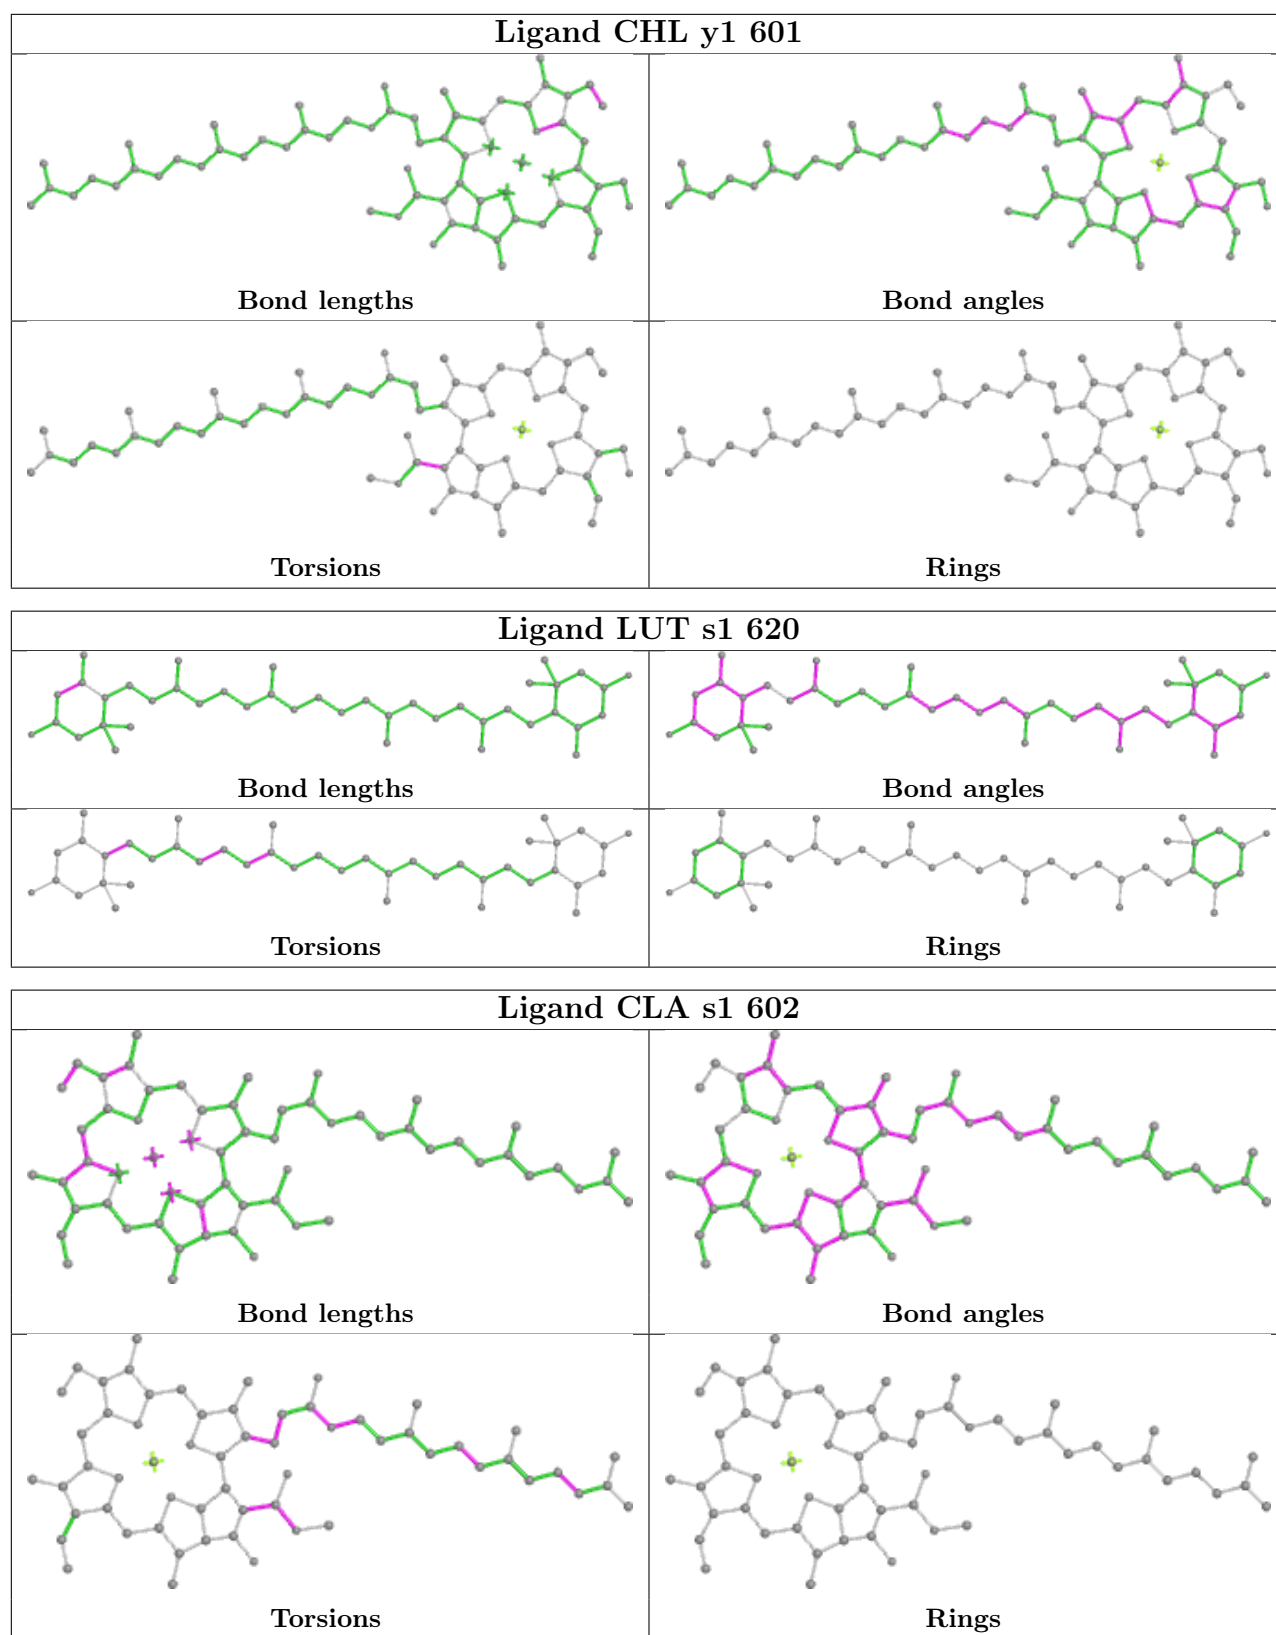 Ligand CHL y1 601
Bond lengths
Bond angles
Torsions
Rings
Ligand LUT s1 620
Bond lengths
Bond angles
Torsions
Rings
Ligand CLA s1 602
Bond lengths
Bond angles
Torsions
Rings